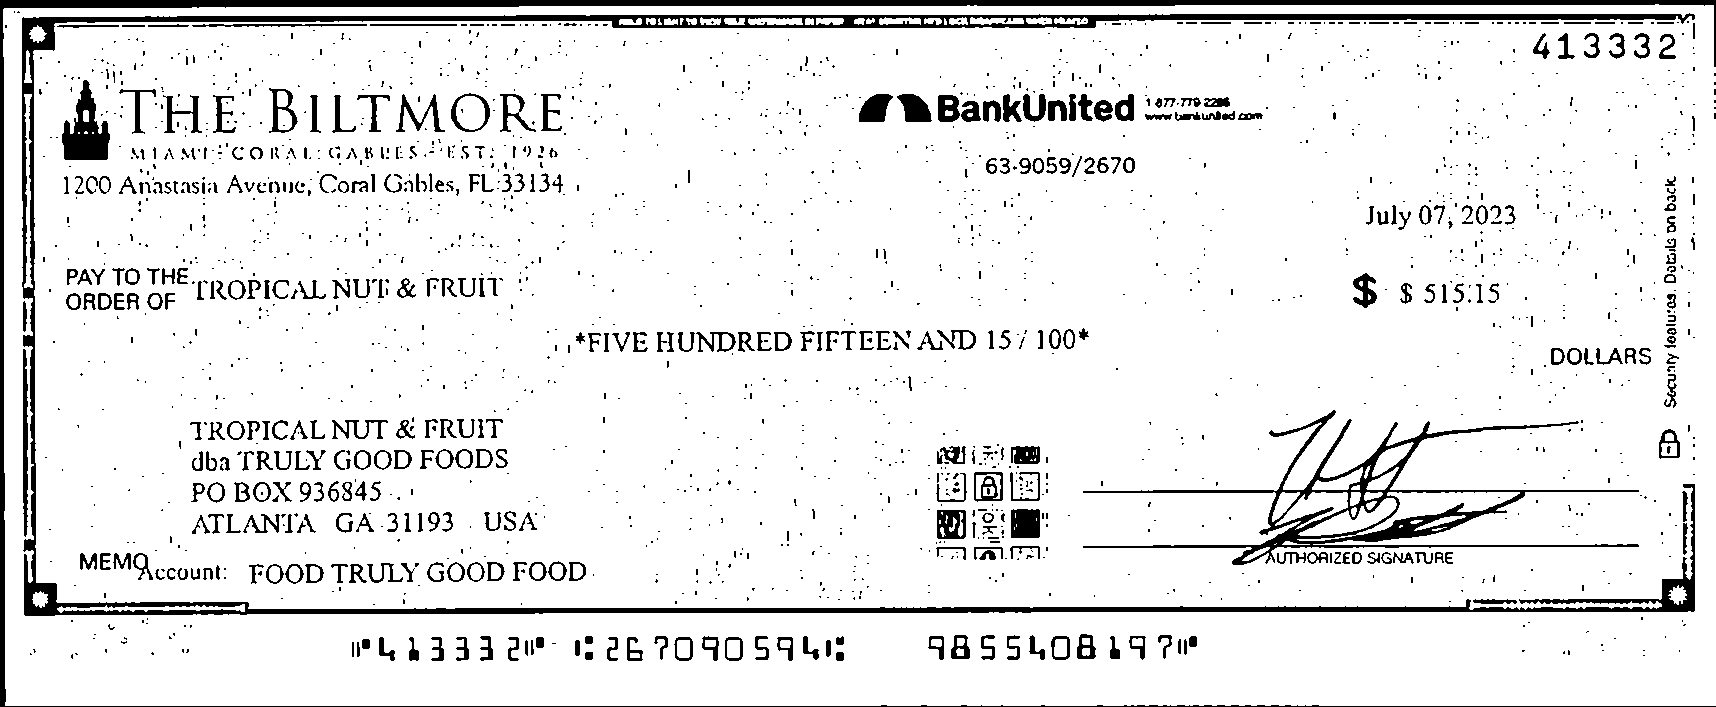 413332
THE BILTMORE
MIAMI - CORAL GABLES - EST. 1926
1200 Anastasia Avenue, Coral Gables, FL 33134
BankUnited 1 877-779 2286
www.bankunited.com
63-9059/2670
July 07, 2023
PAY TO THE
ORDER OF TROPICAL NUT & FRUIT
$ $ 515.15
*FIVE HUNDRED FIFTEEN AND 15 / 100*
DOLLARS
Security features. Details on back.
TROPICAL NUT & FRUIT
dba TRULY GOOD FOODS
PO BOX 936845
ATLANTA GA 31193 USA
MEMO Account: FOOD TRULY GOOD FOOD
AUTHORIZED SIGNATURE
⑈413332⑈ ⑆267090594⑆ 9855408197⑈